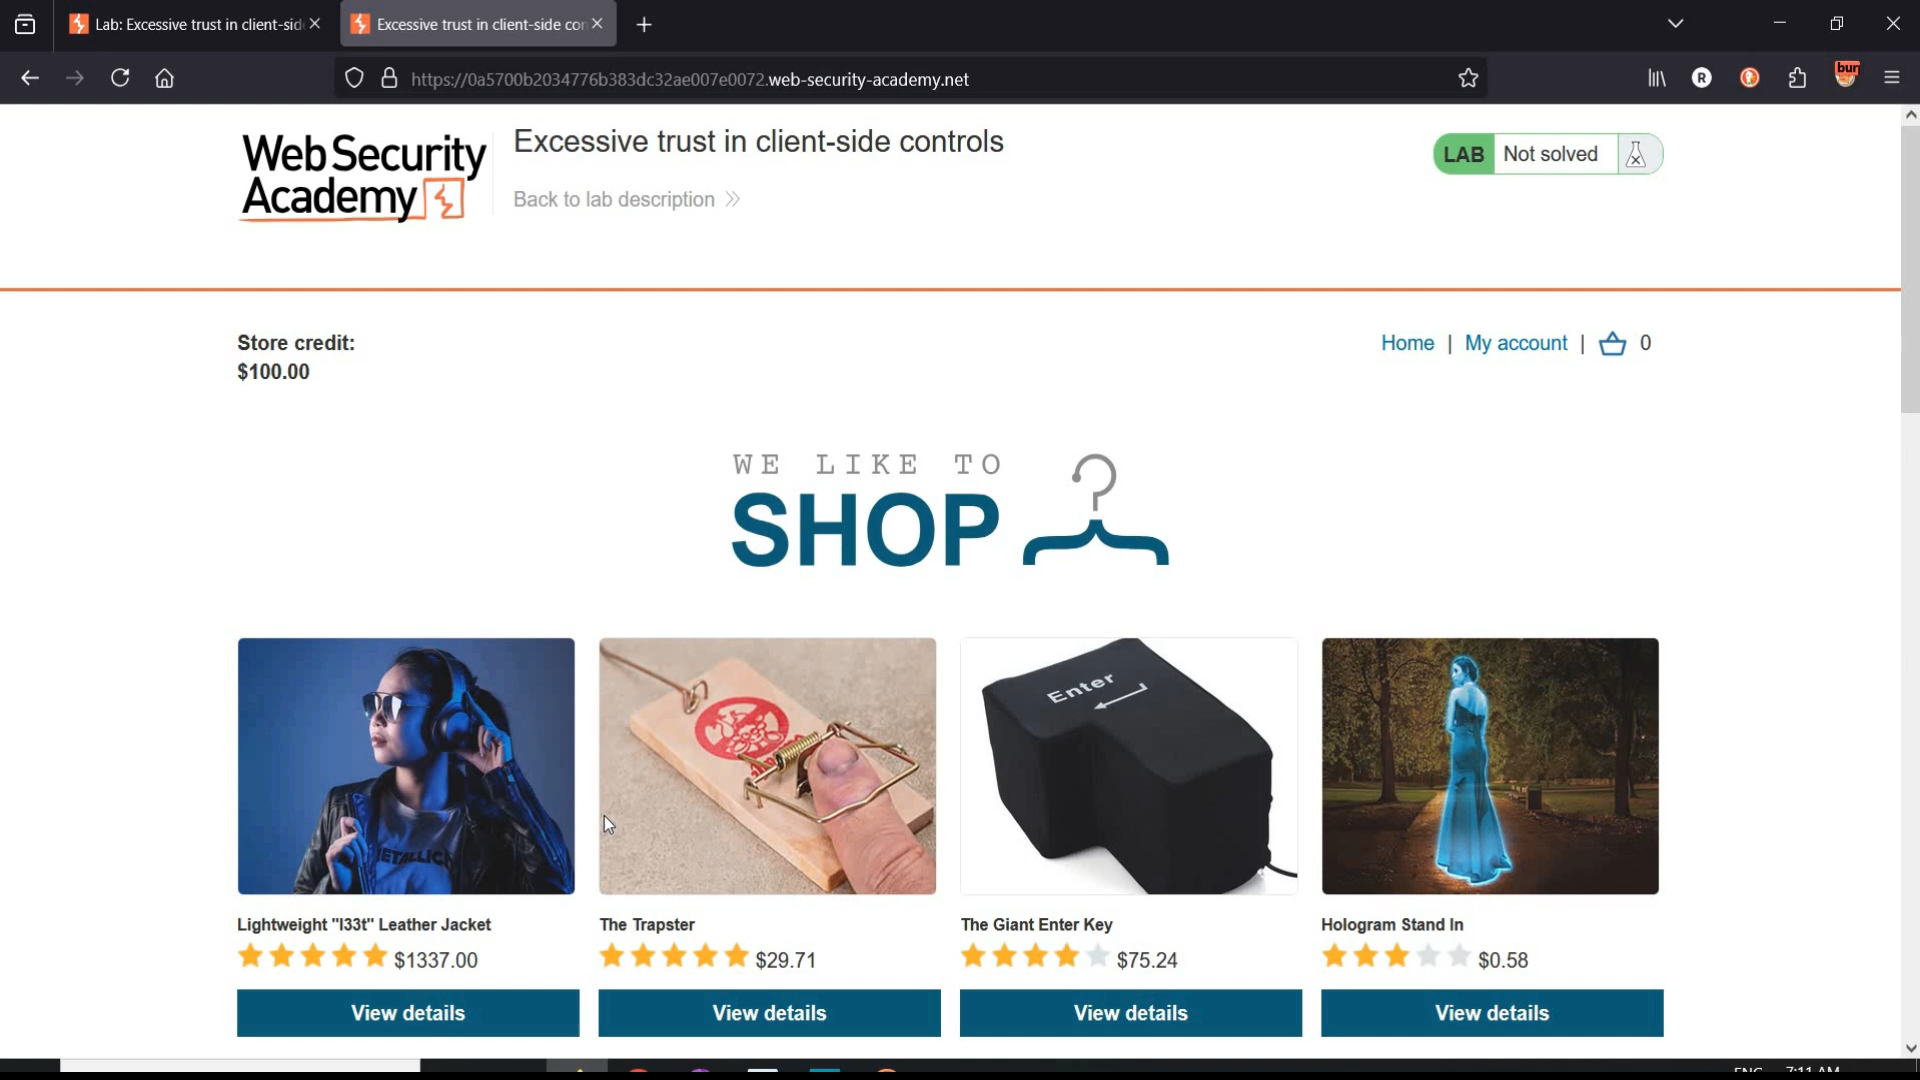 Lab: Excessive trust in client-sid
Excessive trust in client-side con
https://0a5700b2034776b383dc32ae007e0072.web-security-academy.net
R
bur
Web Security
Academy
Excessive trust in client-side controls
Back to lab description
LAB
Not solved
Store credit:
$100.00
Home | My account | 0
WE LIKE TO
SHOP
METALLIC
Enter
Lightweight "l33t" Leather Jacket
$1337.00
View details
The Trapster
$29.71
View details
The Giant Enter Key
$75.24
View details
Hologram Stand In
$0.58
View details
ENG
7:11 AM